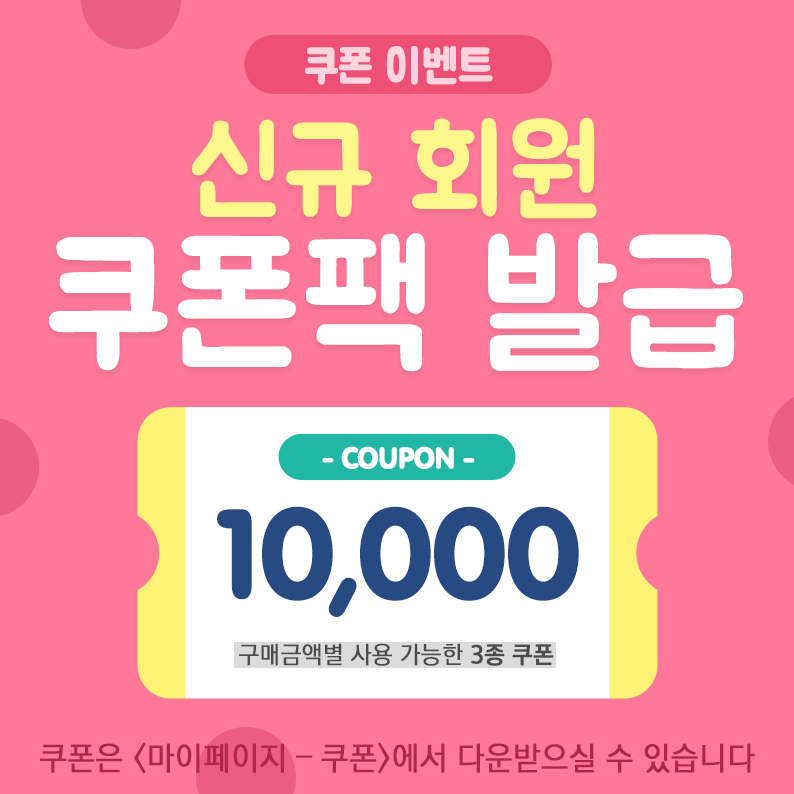 쿠폰 이벤트
신규 회원
쿠폰팩 발급
- COUPON -
10,000
구매금액별 사용 가능한 3종 쿠폰
쿠폰은 <마이페이지 - 쿠폰>에서 다운받으실 수 있습니다